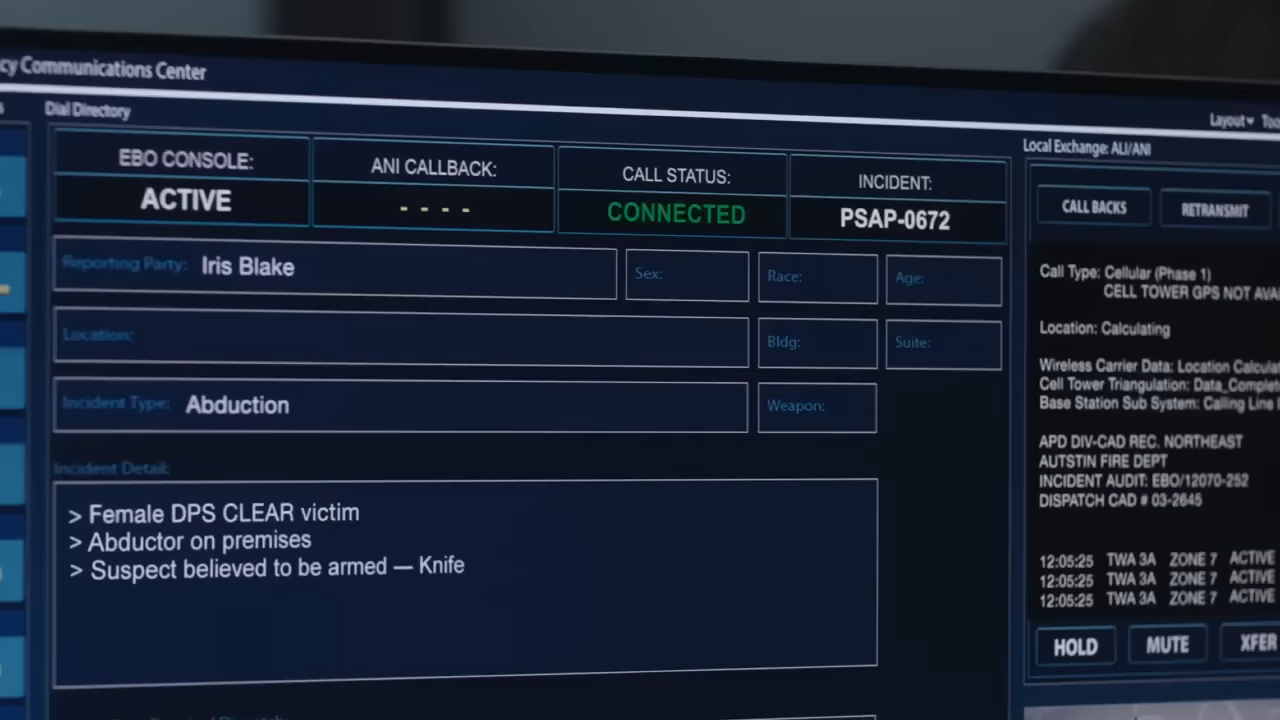 cy Communications Center
Dial Directory
Layout
EBO CONSOLE:
ACTIVE
ANI CALLBACK:
- - - -
CALL STATUS:
CONNECTED
INCIDENT:
PSAP-0672
Reporting Party: Iris Blake
Sex:
Race:
Age:
Location:
Bldg:
Suite:
Incident Type: Abduction
Weapon:
Incident Detail:
> Female DPS CLEAR victim
> Abductor on premises
> Suspect believed to be armed — Knife
Local Exchange: ALI/ANI
CALL BACKS
RETRANSMIT
Call Type: Cellular (Phase 1)
CELL TOWER GPS NOT AVAI
Location: Calculating
Wireless Carrier Data: Location Calculat
Cell Tower Triangulation: Data_Complet
Base Station Sub System: Calling Line
APD DIV-CAD REC. NORTHEAST
AUTSTIN FIRE DEPT
INCIDENT AUDIT: EBO/12070-252
DISPATCH CAD # 03-2645
12:05:25 TWA 3A ZONE 7 ACTIVE
12:05:25 TWA 3A ZONE 7 ACTIVE
12:05:25 TWA 3A ZONE 7 ACTIVE
HOLD
MUTE
XFER